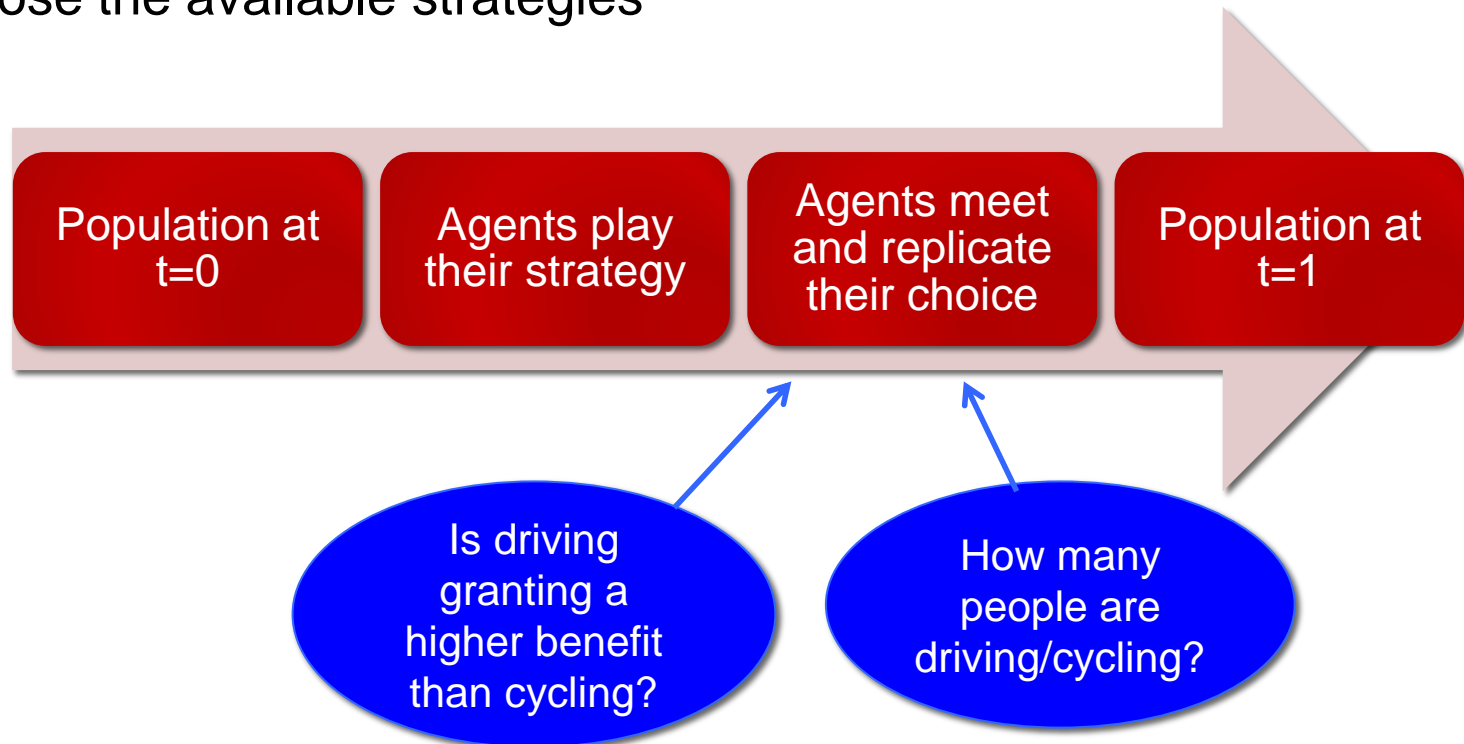 ose the available strategies
Population at
t=0
Agents play
their strategy
Agents meet
and replicate
their choice
Population at
t=1
Is driving
granting a
higher benefit
than cycling?
How many
people are
driving/cycling?